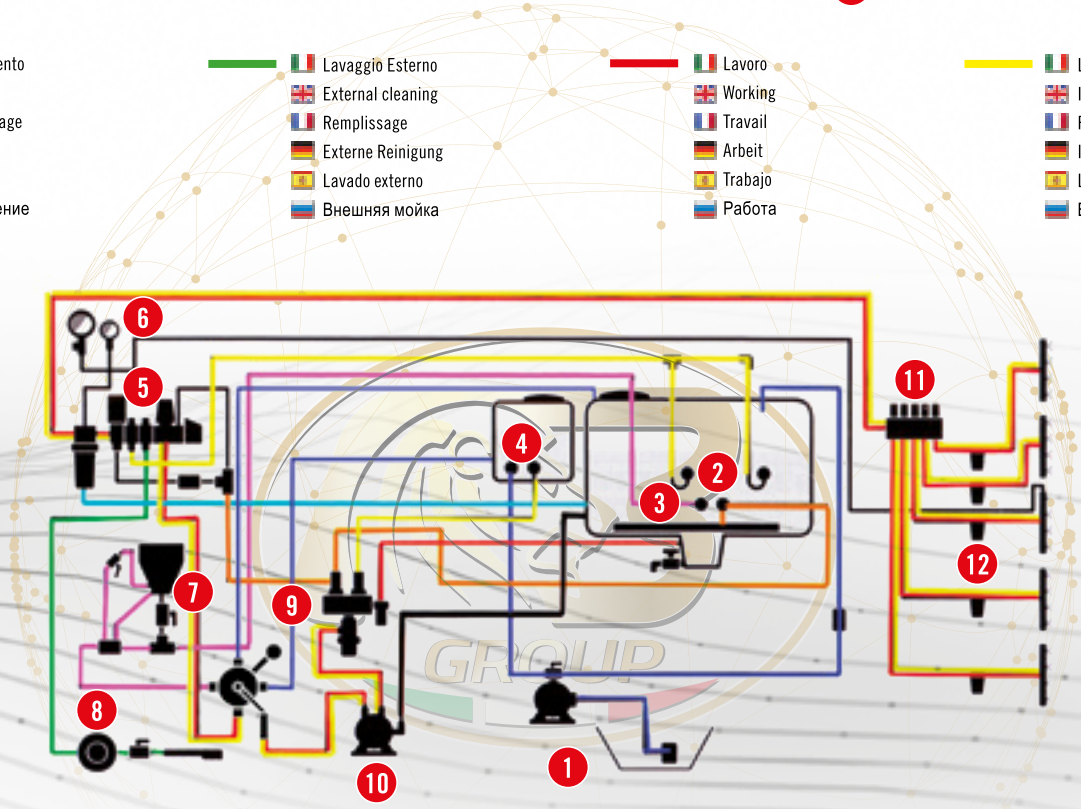 ento
age
ение
Lavaggio Esterno
External cleaning
Remplissage
Externe Reinigung
Lavado externo
Внешняя мойка
Lavoro
Working
Travail
Arbeit
Trabajo
Работа
6
5
11
4
2
3
12
7
9
8
1
10
GROUP